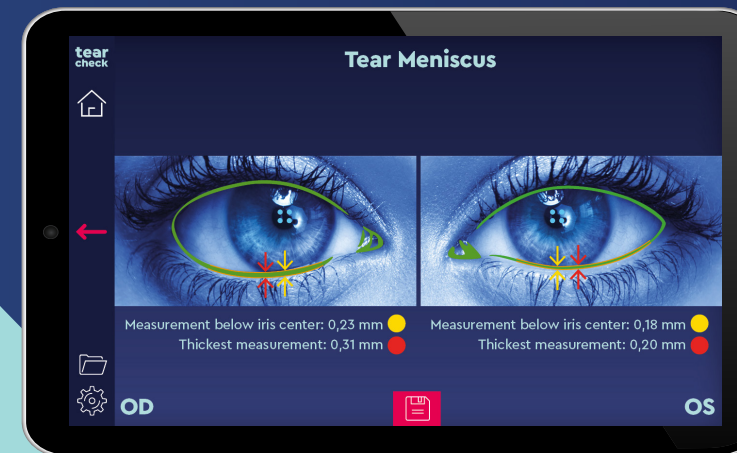 tear
check
Tear Meniscus
Measurement below iris center: 0,23 mm
Thickest measurement: 0,31 mm
Measurement below iris center: 0,18 mm
Thickest measurement: 0,20 mm
OD
OS